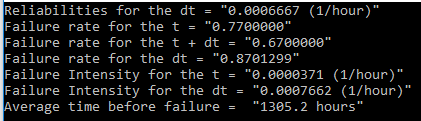 Reliabilities for the dt = "0.0006667 (1/hour)"
Failure rate for the t = "0.7700000"
Failure rate for the t + dt = "0.6700000"
Failure rate for the dt = "0.8701299"
Failure Intensity for the t = "0.0000371 (1/hour)"
Failure Intensity for the dt = "0.0007662 (1/hour)"
Average time before failure =  "1305.2 hours"